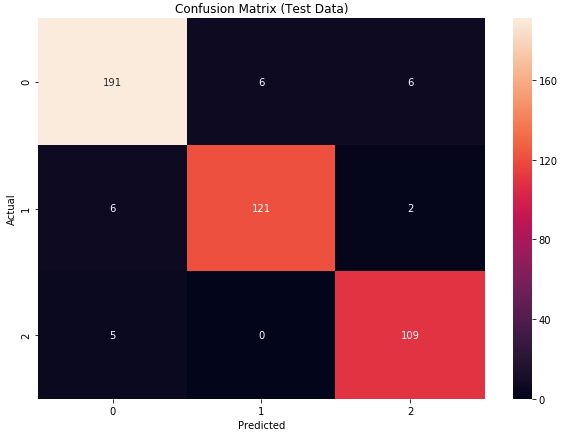 Confusion Matrix (Test Data)
0 191 6 6
1 6 121 2
2 5 0 109
0 1 2
Actual
Predicted
160
120
80
40
0